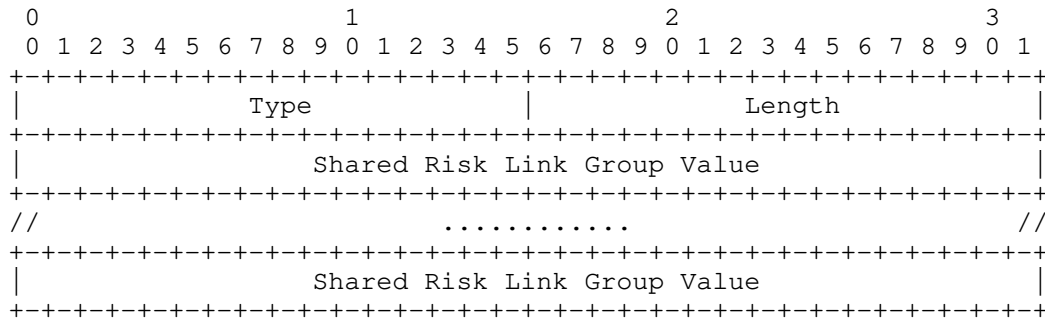 0                   1                   2                   3
 0 1 2 3 4 5 6 7 8 9 0 1 2 3 4 5 6 7 8 9 0 1 2 3 4 5 6 7 8 9 0 1
+-+-+-+-+-+-+-+-+-+-+-+-+-+-+-+-+-+-+-+-+-+-+-+-+-+-+-+-+-+-+-+-+
|              Type             |             Length            |
+-+-+-+-+-+-+-+-+-+-+-+-+-+-+-+-+-+-+-+-+-+-+-+-+-+-+-+-+-+-+-+-+
|                  Shared Risk Link Group Value                 |
+-+-+-+-+-+-+-+-+-+-+-+-+-+-+-+-+-+-+-+-+-+-+-+-+-+-+-+-+-+-+-+-+
//                         ............                        //
+-+-+-+-+-+-+-+-+-+-+-+-+-+-+-+-+-+-+-+-+-+-+-+-+-+-+-+-+-+-+-+-+
|                  Shared Risk Link Group Value                 |
+-+-+-+-+-+-+-+-+-+-+-+-+-+-+-+-+-+-+-+-+-+-+-+-+-+-+-+-+-+-+-+-+